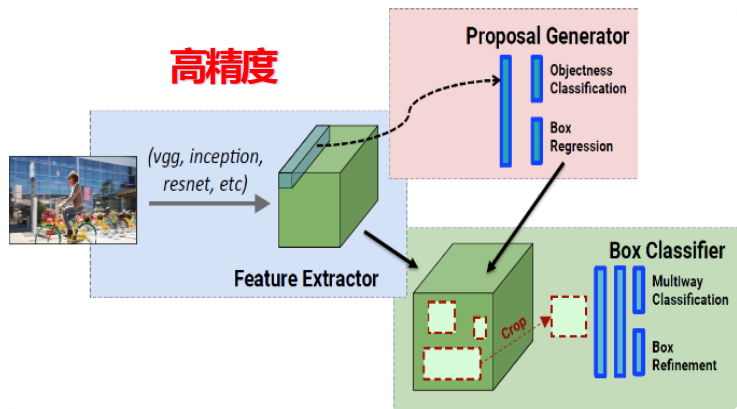 高精度
Proposal Generator
Objectness
Classification
Box
Regression
(vgg, inception,
resnet, etc)
Feature Extractor
Box Classifier
Multiway
Classification
Crop
Box
Refinement